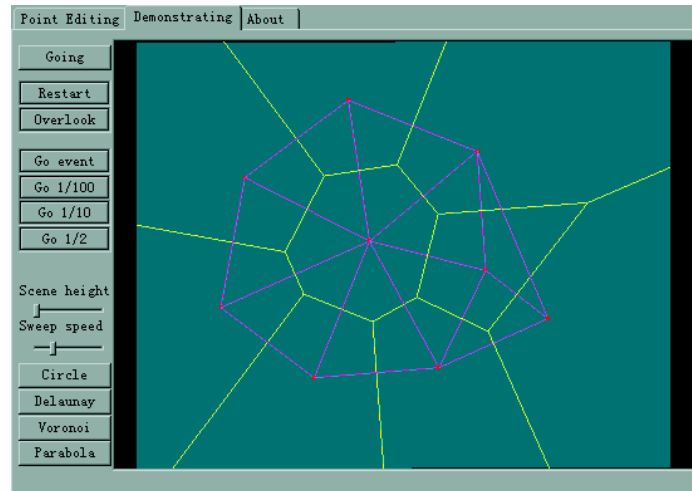 Point Editing Demonstrating About
Going
Restart
Overlook
Go event
Go 1/100
Go 1/10
Go 1/2
Scene height
Sweep speed
Circle
Delaunay
Voronoi
Parabola